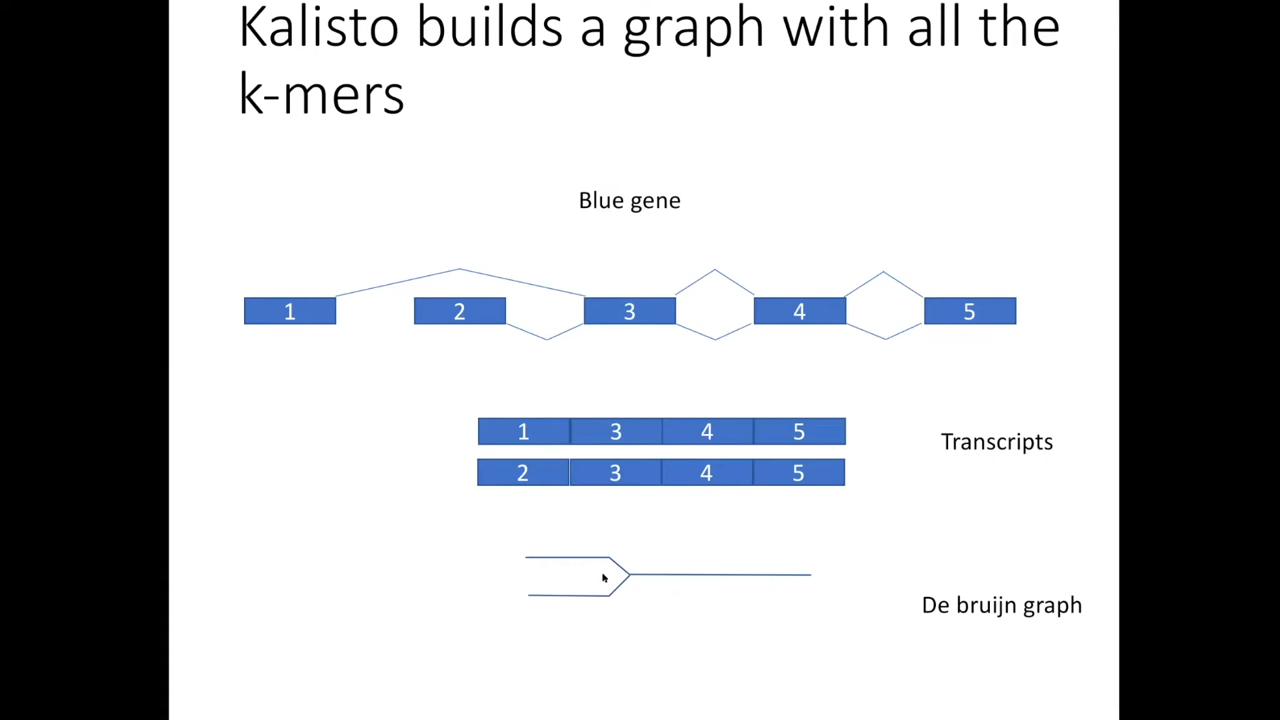 Kalisto builds a graph with all the
k-mers
Blue gene
1 2 3 4 5
1 3 4 5
Transcripts
2 3 4 5
De bruijn graph